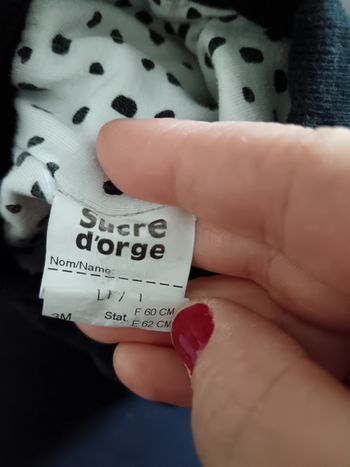 Sucre
d'orge
Nom/Name:
3M Stat. F 60 CM
E 62 CM